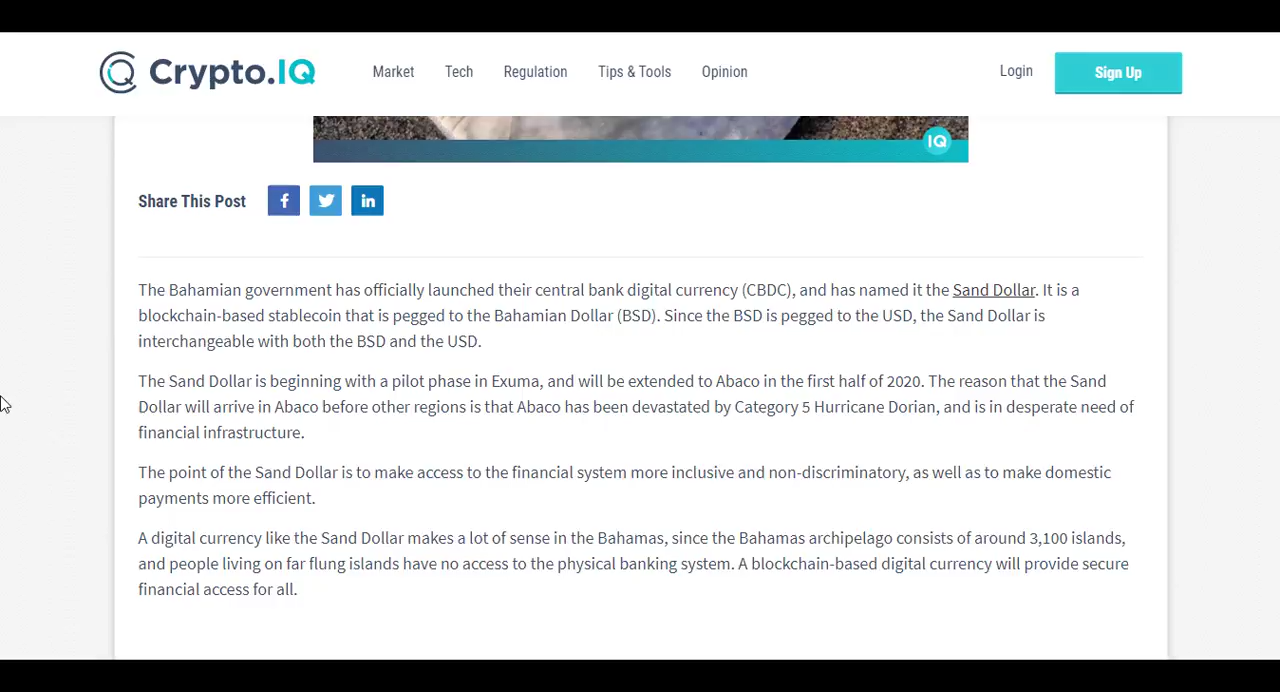 Crypto.IQ
Market Tech Regulation Tips & Tools Opinion Login Sign Up
IQ
Share This Post
The Bahamian government has officially launched their central bank digital currency (CBDC), and has named it the Sand Dollar. It is a
blockchain-based stablecoin that is pegged to the Bahamian Dollar (BSD). Since the BSD is pegged to the USD, the Sand Dollar is
interchangeable with both the BSD and the USD.
The Sand Dollar is beginning with a pilot phase in Exuma, and will be extended to Abaco in the first half of 2020. The reason that the Sand
Dollar will arrive in Abaco before other regions is that Abaco has been devastated by Category 5 Hurricane Dorian, and is in desperate need of
financial infrastructure.
The point of the Sand Dollar is to make access to the financial system more inclusive and non-discriminatory, as well as to make domestic
payments more efficient.
A digital currency like the Sand Dollar makes a lot of sense in the Bahamas, since the Bahamas archipelago consists of around 3,100 islands,
and people living on far flung islands have no access to the physical banking system. A blockchain-based digital currency will provide secure
financial access for all.